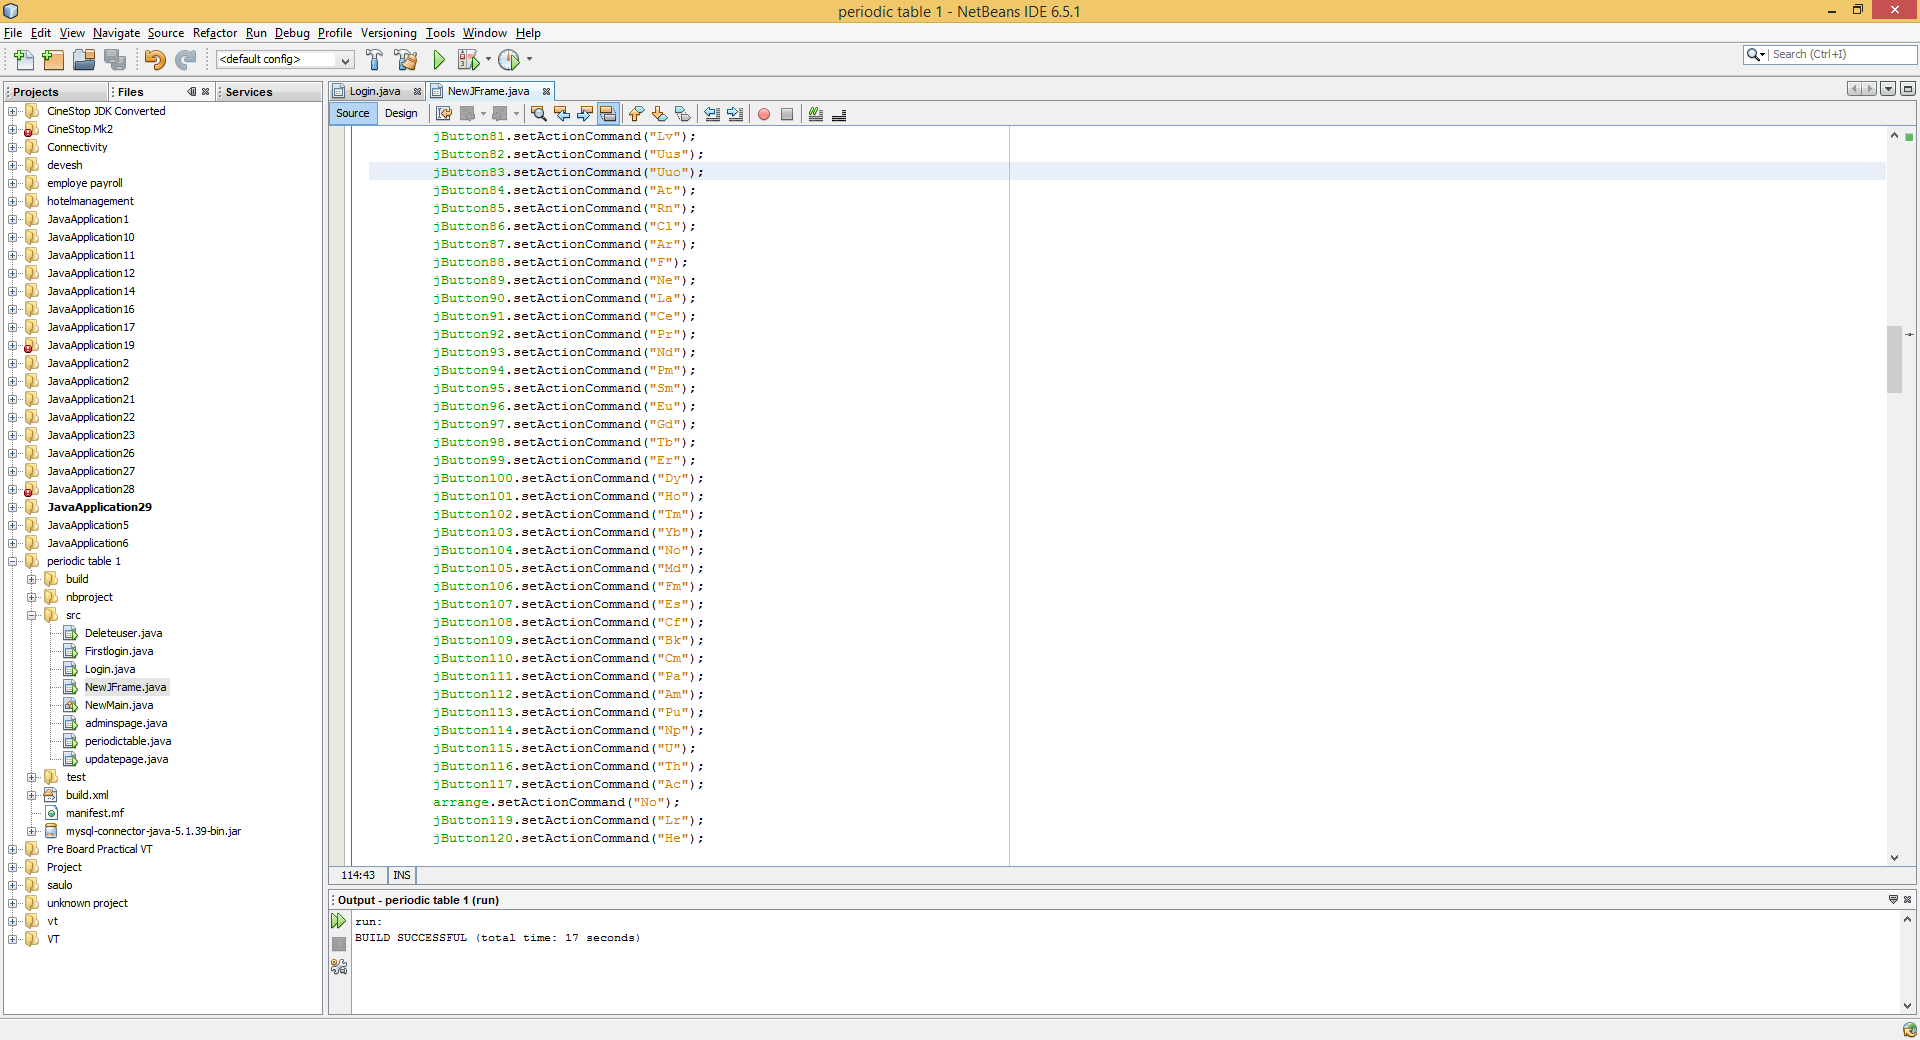 periodic table 1 - NetBeans IDE 6.5.1
File Edit View Navigate Source Refactor Run Debug Profile Versioning Tools Window Help
<default config>
Search (Ctrl+I)
Projects Files Services
CineStop JDK Converted
CineStop Mk2
Connectivity
devesh
employe payroll
hotelmanagement
JavaApplication1
JavaApplication10
JavaApplication11
JavaApplication12
JavaApplication14
JavaApplication16
JavaApplication17
JavaApplication19
JavaApplication2
JavaApplication2
JavaApplication21
JavaApplication22
JavaApplication23
JavaApplication26
JavaApplication27
JavaApplication28
JavaApplication29
JavaApplication5
JavaApplication6
periodic table 1
build
nbproject
src
Deleteuser.java
Firstlogin.java
Login.java
NewJFrame.java
NewMain.java
adminspage.java
periodictable.java
updatepage.java
test
build.xml
manifest.mf
mysql-connector-java-5.1.39-bin.jar
Pre Board Practical VT
Project
saulo
unknown project
vt
VT
Login.java NewJFrame.java
Source Design
jButton81.setActionCommand("Lv");
jButton82.setActionCommand("Uus");
jButton83.setActionCommand("Uuo");
jButton84.setActionCommand("At");
jButton85.setActionCommand("Rn");
jButton86.setActionCommand("Cl");
jButton87.setActionCommand("Ar");
jButton88.setActionCommand("F");
jButton89.setActionCommand("Ne");
jButton90.setActionCommand("La");
jButton91.setActionCommand("Ce");
jButton92.setActionCommand("Pr");
jButton93.setActionCommand("Nd");
jButton94.setActionCommand("Pm");
jButton95.setActionCommand("Sm");
jButton96.setActionCommand("Eu");
jButton97.setActionCommand("Gd");
jButton98.setActionCommand("Tb");
jButton99.setActionCommand("Er");
jButton100.setActionCommand("Dy");
jButton101.setActionCommand("Ho");
jButton102.setActionCommand("Tm");
jButton103.setActionCommand("Yb");
jButton104.setActionCommand("No");
jButton105.setActionCommand("Md");
jButton106.setActionCommand("Fm");
jButton107.setActionCommand("Es");
jButton108.setActionCommand("Cf");
jButton109.setActionCommand("Bk");
jButton110.setActionCommand("Cm");
jButton111.setActionCommand("Pa");
jButton112.setActionCommand("Am");
jButton113.setActionCommand("Pu");
jButton114.setActionCommand("Np");
jButton115.setActionCommand("U");
jButton116.setActionCommand("Th");
jButton117.setActionCommand("Ac");
arrange.setActionCommand("No");
jButton119.setActionCommand("Lr");
jButton120.setActionCommand("He");
114:43 INS
Output - periodic table 1 (run)
run:
BUILD SUCCESSFUL (total time: 17 seconds)